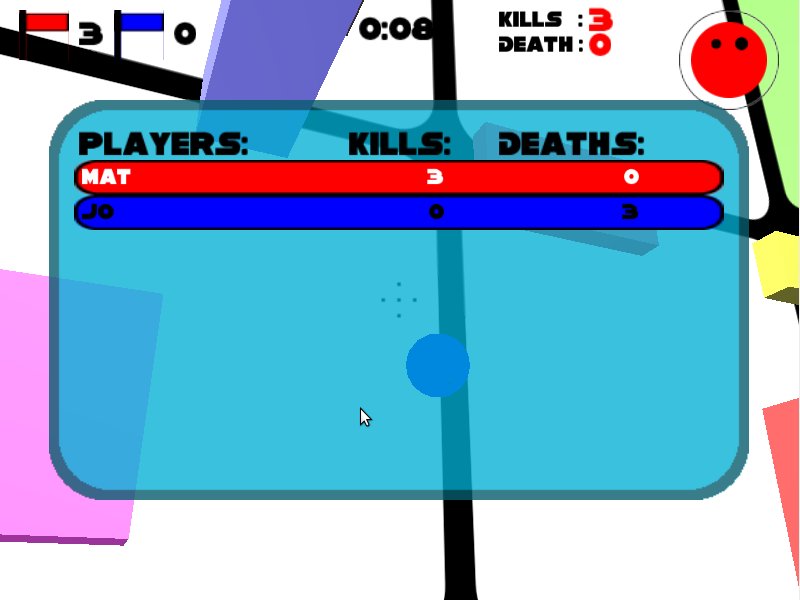 3 0 0:08 KILLS : 3
DEATH : 0
PLAYERS: KILLS: DEATHS:
MAT 3 0
JO 0 3